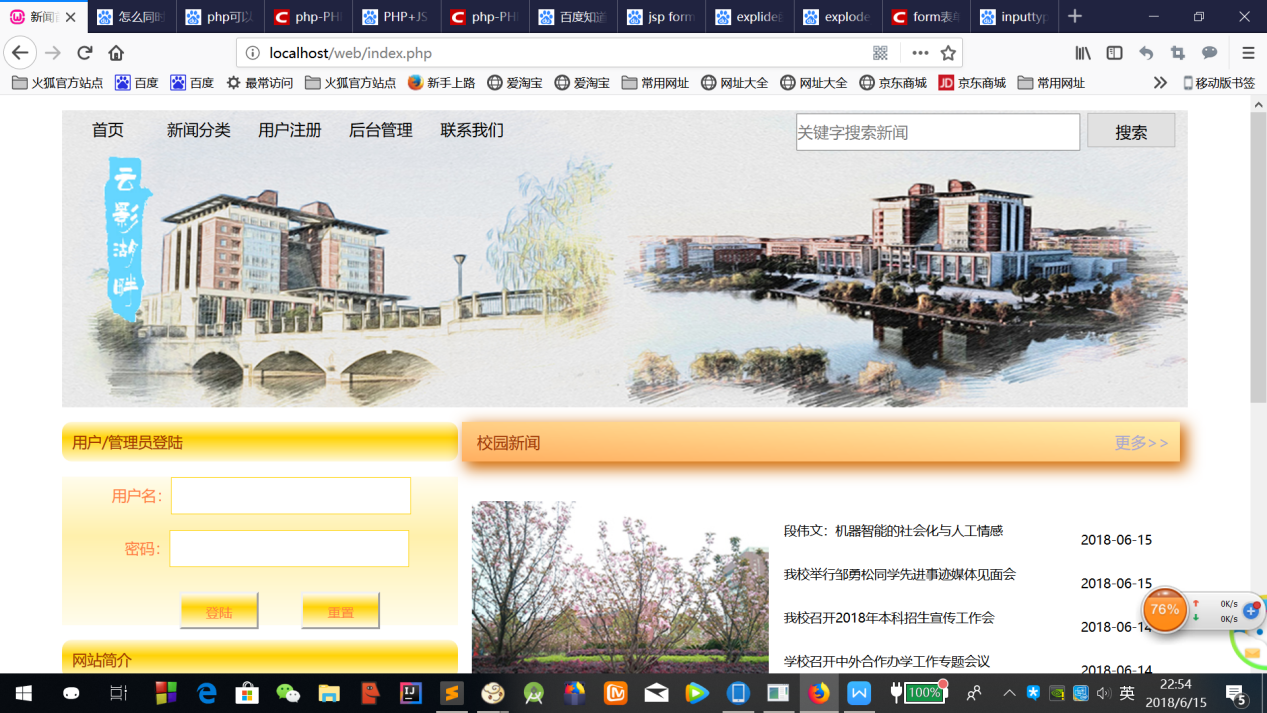 新闻
怎么同时
php可以
php-PH
PHP+JS
php-PH
百度知道
jsp form
explide
explode
form表单
inputtyp
localhost/web/index.php
火狐官方站点 百度 百度 最常访问 火狐官方站点 新手上路 爱淘宝 爱淘宝 常用网址 网址大全 网址大全 京东商城 JD 京东商城 常用网址 移动版书签
首页 新闻分类 用户注册 后台管理 联系我们 关键字搜索新闻 搜索
云影湖畔
用户/管理员登陆
校园新闻 更多>>
用户名:
密码:
登陆 重置
网站简介
段伟文：机器智能的社会化与人工情感 2018-06-15
我校举行邹勇松同学先进事迹媒体见面会 2018-06-15
我校召开2018年本科招生宣传工作会 2018-06-14
学校召开中外合作办学工作专题会议 2018-06-14
76%
0K/s
0K/s
100%
英
22:54
2018/6/15
5